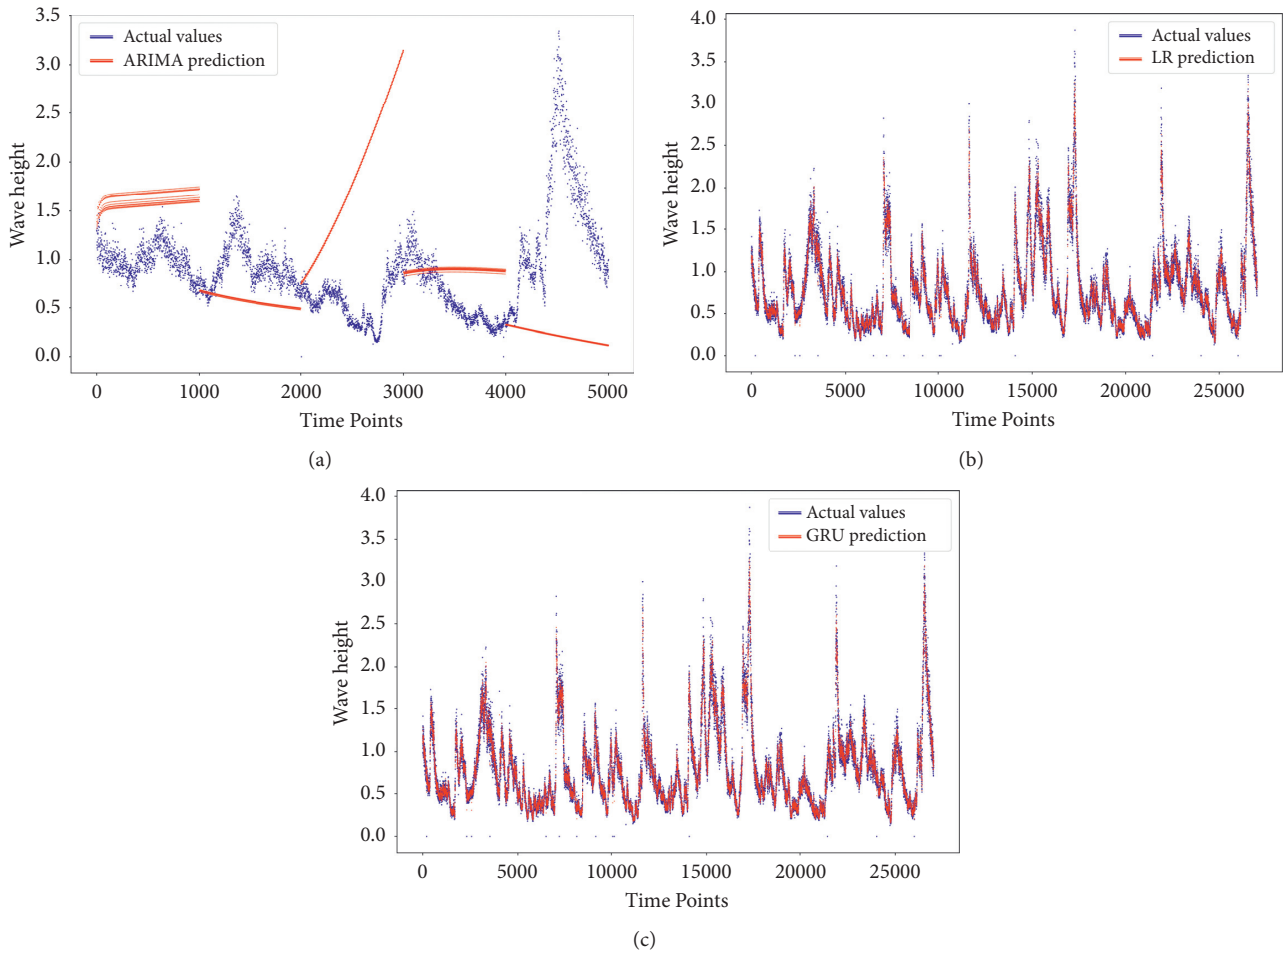 3.5
3.0
2.5
2.0
1.5
1.0
0.5
0.0
Wave height
Actual values
ARIMA prediction
0 1000 2000 3000 4000 5000
Time Points
(a)
4.0
3.5
3.0
2.5
2.0
1.5
1.0
0.5
0.0
Wave height
Actual values
LR prediction
0 5000 10000 15000 20000 25000
Time Points
(b)
4.0
3.5
3.0
2.5
2.0
1.5
1.0
0.5
0.0
Wave height
Actual values
GRU prediction
0 5000 10000 15000 20000 25000
Time Points
(c)